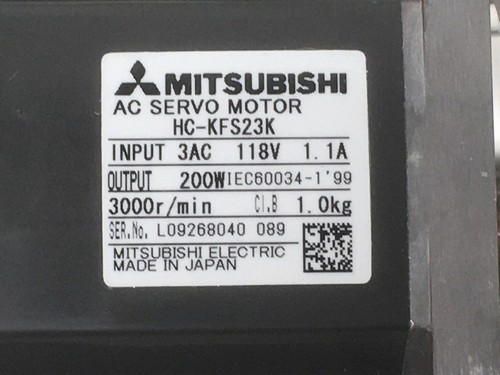 MITSUBISHI
AC SERVO MOTOR
HC-KFS23K
INPUT 3AC 118V 1.1A
OUTPUT 200W IEC60034-1'99
3000r/min CI.B 1.0kg
SER.No. L09268040 089
MITSUBISHI ELECTRIC
MADE IN JAPAN